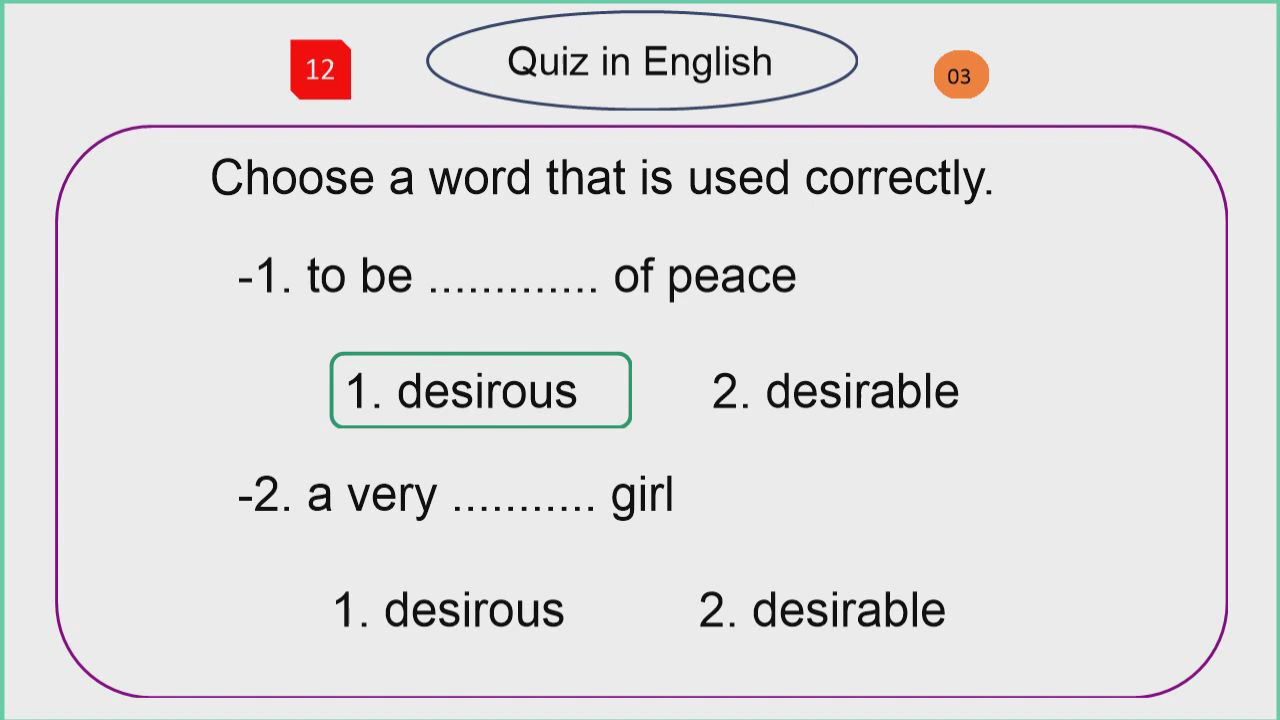 12
Quiz in English
03
Choose a word that is used correctly.
-1. to be ............. of peace
1. desirous 2. desirable
-2. a very ........... girl
1. desirous 2. desirable